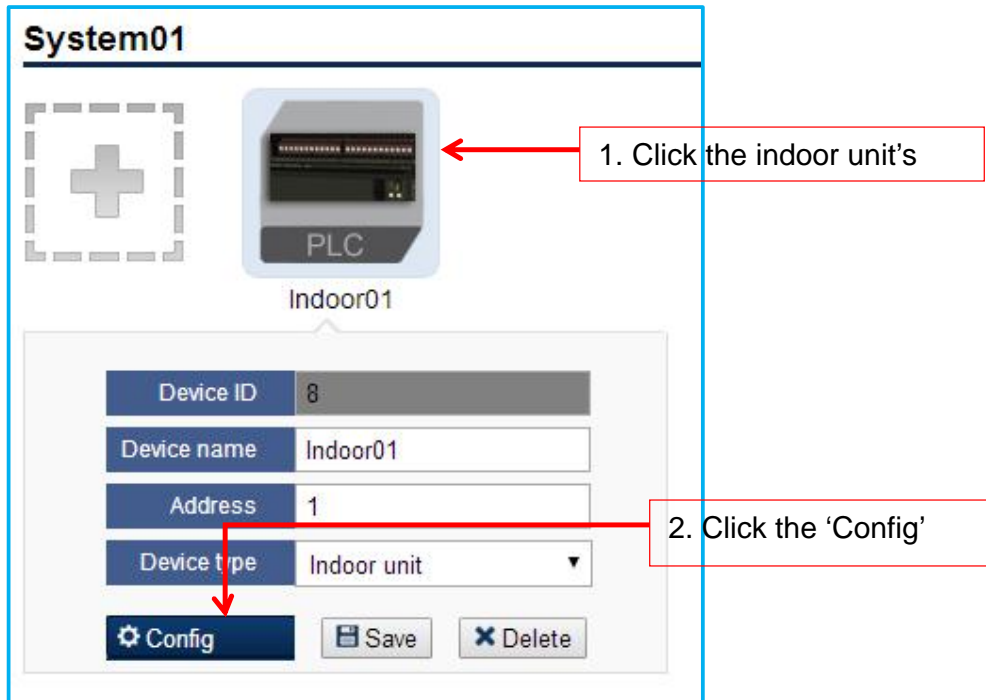 System01
1. Click the indoor unit's
PLC
Indoor01
Device ID 8
Device name Indoor01
Address 1
2. Click the ‘Config’
Device type Indoor unit
Config Save Delete